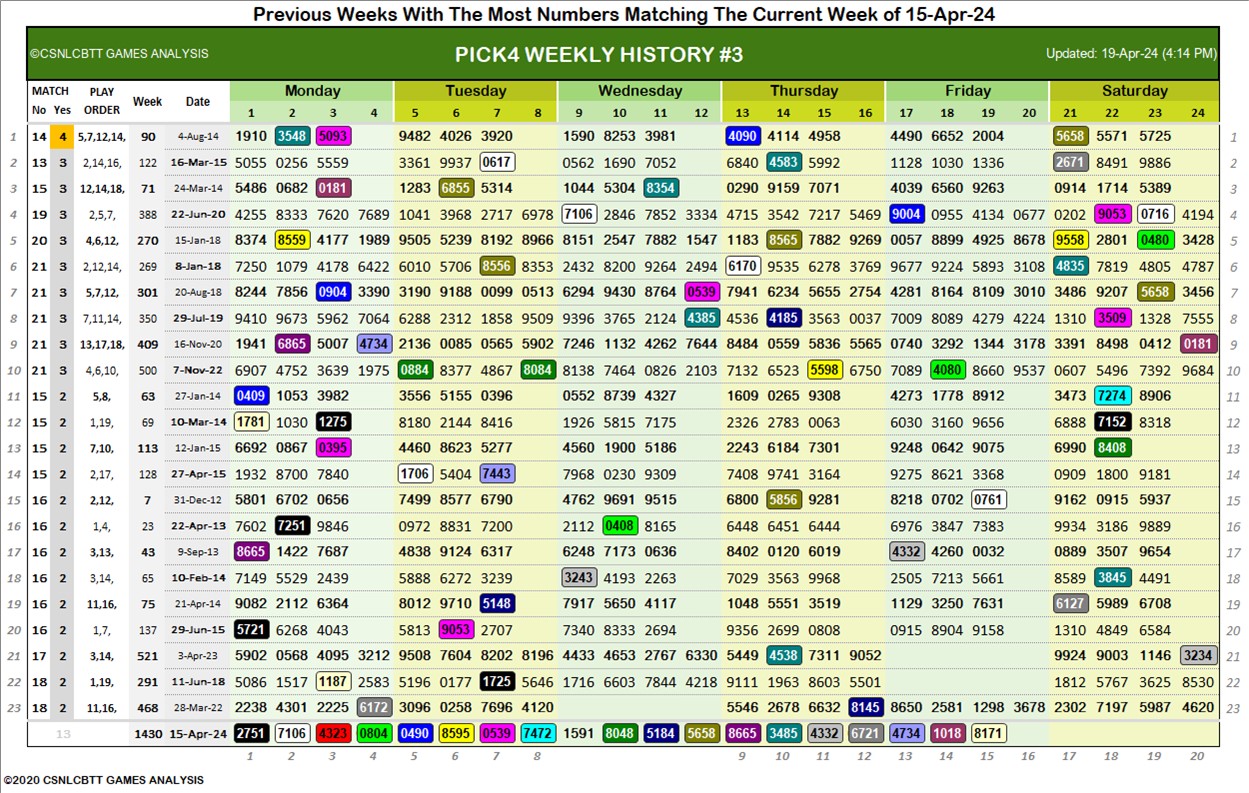 Previous Weeks With The Most Numbers Matching The Current Week of 15-Apr-24
©CSNLCBTT GAMES ANALYSIS PICK4 WEEKLY HISTORY #3 Updated: 19-Apr-24 (4:14 PM)
MATCH PLAY Week Date Monday Tuesday Wednesday Thursday Friday Saturday
No Yes ORDER 1 2 3 4 5 6 7 8 9 10 11 12 13 14 15 16 17 18 19 20 21 22 23 24
1 14 4 5,7,12,14, 90 4-Aug-14 1910 3548 5093 9482 4026 3920 1590 8253 3981 4090 4114 4958 4490 6652 2004 5658 5571 5725 1
2 13 3 2,14,16, 122 16-Mar-15 5055 0256 5559 3361 9937 0617 0562 1690 7052 6840 4583 5992 1128 1030 1336 2671 8491 9886 2
3 15 3 12,14,18, 71 24-Mar-14 5486 0682 0181 1283 6855 5314 1044 5304 8354 0290 9159 7071 4039 6560 9263 0914 1714 5389 3
4 19 3 2,5,7, 388 22-Jun-20 4255 8333 7620 7689 1041 3968 2717 6978 7106 2846 7852 3334 4715 3542 7217 5469 9004 0955 4134 0677 0202 9053 0716 4194 4
5 20 3 4,6,12, 270 15-Jan-18 8374 8559 4177 1989 9505 5239 8192 8966 8151 2547 7882 1547 1183 8565 7882 9269 0057 8899 4925 8678 9558 2801 0480 3428 5
6 21 3 2,12,14, 269 8-Jan-18 7250 1079 4178 6422 6010 5706 8556 8353 2432 8200 2264 2494 6170 9535 6278 3769 9677 9224 5893 3108 4835 7819 4805 4787 6
7 21 3 5,7,12, 301 20-Aug-18 8244 7856 0904 3390 3190 9188 0099 0513 6294 9430 8764 0539 7941 6234 5655 2754 4281 8164 8109 3010 3486 9207 5658 3456 7
8 21 3 7,11,14, 350 29-Jul-19 9410 9673 5962 7064 6288 2312 1858 9509 9396 3765 2124 4385 4536 4185 3563 0037 7009 8089 4279 4224 1310 3509 1328 7555 8
9 21 3 13,17,18, 409 16-Nov-20 1941 6865 5007 4734 2136 0085 0565 5902 7246 1132 4262 7644 8484 0559 5836 5565 0740 3292 1344 3178 3391 8498 0412 0181 9
10 21 3 4,6,10, 500 7-Nov-22 6907 4752 3639 1975 0884 8377 4867 8084 8138 7464 0826 2103 7132 6523 5598 6750 7089 4080 8660 9537 0607 5496 7392 9684 10
11 15 2 5,8, 63 27-Jan-14 0409 1053 3982 3556 5155 0396 0552 8739 4327 1609 0265 9308 4273 1778 8912 3473 7274 8906 11
12 15 2 1,19, 69 10-Mar-14 1781 1030 1275 8180 2144 8416 1926 5815 7175 2326 2783 0063 6030 3160 9656 6888 7152 8318 12
13 15 2 7,10, 113 12-Jan-15 6692 0867 0395 4460 8623 5277 4560 1900 5186 2243 6184 7301 9248 0642 9075 6990 8408 13
14 15 2 2,17, 128 27-Apr-15 1932 8700 7840 1706 5404 7443 7968 0230 9309 7408 9741 3164 9275 8621 3368 0909 1800 9181 14
15 16 2 2,12, 7 31-Dec-12 5801 6702 0656 7499 8577 6790 4762 9691 9515 6800 5856 9281 8218 0702 0761 9162 0915 5937 15
16 16 2 1,4, 23 22-Apr-13 7602 7251 9846 0972 8831 7200 2112 0408 8165 6448 6451 6444 6976 3847 7383 9934 3186 9889 16
17 16 2 3,13, 43 9-Sep-13 8665 1422 7687 4838 9124 6317 6248 7173 0636 8402 0120 6019 4332 4260 0032 0889 3507 9654 17
18 16 2 3,14, 65 10-Feb-14 7149 5529 2439 5888 6272 3239 3243 4193 2263 7029 3563 9968 2505 7213 5661 8589 3845 4491 18
19 16 2 11,16, 75 21-Apr-14 9082 2112 6364 8012 9710 5148 7917 5650 4117 1048 5551 3519 1129 3250 7631 6127 5989 6708 19
20 16 2 1,7, 137 29-Jun-15 5721 6268 4043 5813 9053 2707 7340 8333 2694 9356 2699 0808 0915 8904 9158 1310 4849 6584 20
21 17 2 3,14, 521 3-Apr-23 5902 0568 4095 3212 9508 7604 8202 8196 4433 4653 2767 6330 5449 4538 7311 9052 9924 9003 1146 3234 21
22 18 2 1,19, 291 11-Jun-18 5086 1517 1187 2583 5196 0177 1725 5646 1716 6603 7844 4218 9111 1963 8603 5501 1812 5767 3625 8530 22
23 18 2 11,16, 468 28-Mar-22 2238 4301 2225 6172 3096 0258 7696 4120 5546 2678 6632 8145 8650 2581 1298 3678 2302 7197 5987 4620 23
13 1430 15-Apr-24 2751 7106 4323 0804 0490 8595 0539 7472 1591 8048 5184 5658 8665 3485 4332 6721 4734 1018 8171
1 2 3 4 5 6 7 8 9 10 11 12 13 14 15 16 17 18 19 20
©2020 CSNLCBTT GAMES ANALYSIS